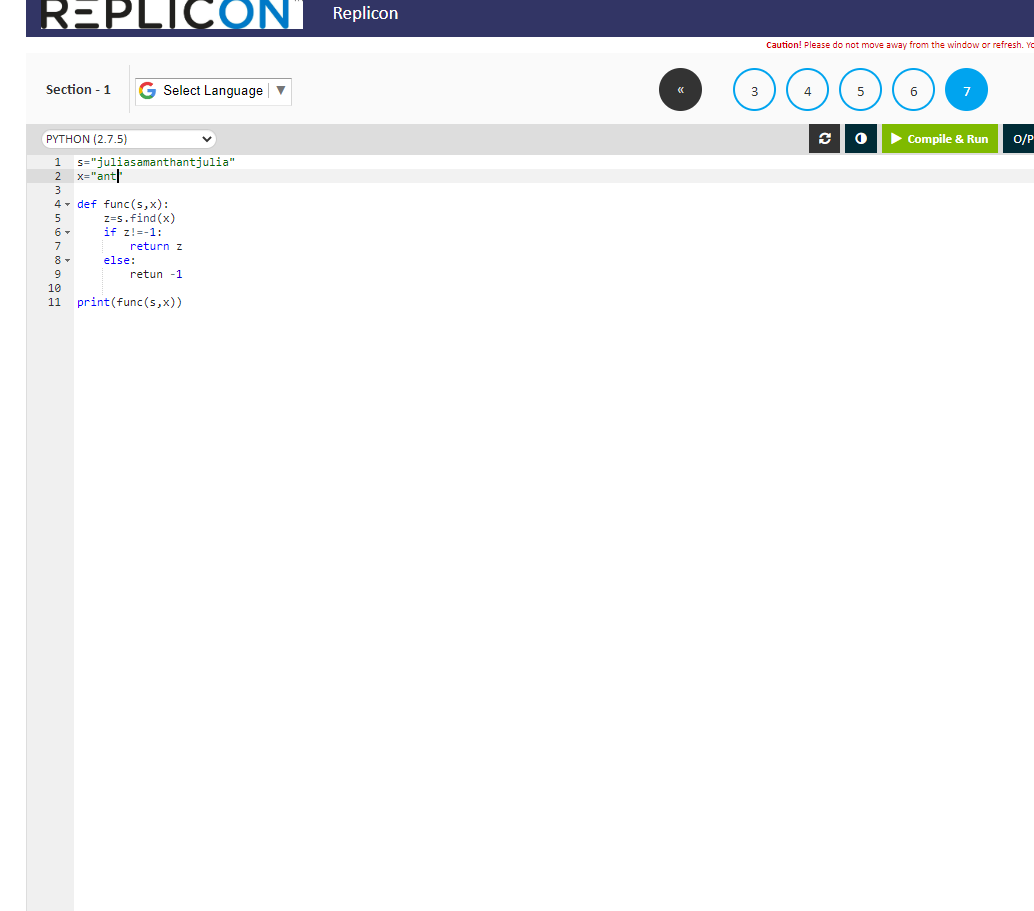 REPLICON
Replicon
Caution! Please do not move away from the window or refresh.
Section - 1
Select Language ▼
« 3 4 5 6 7
PYTHON (2.7.5)
Compile & Run
O/P
1 s="juliasamanthantjulia"
2 x="ant"
3
4 def func(s,x):
5 z=s.find(x)
6 if z!=-1:
7 return z
8 else:
9 retun -1
10
11 print(func(s,x))